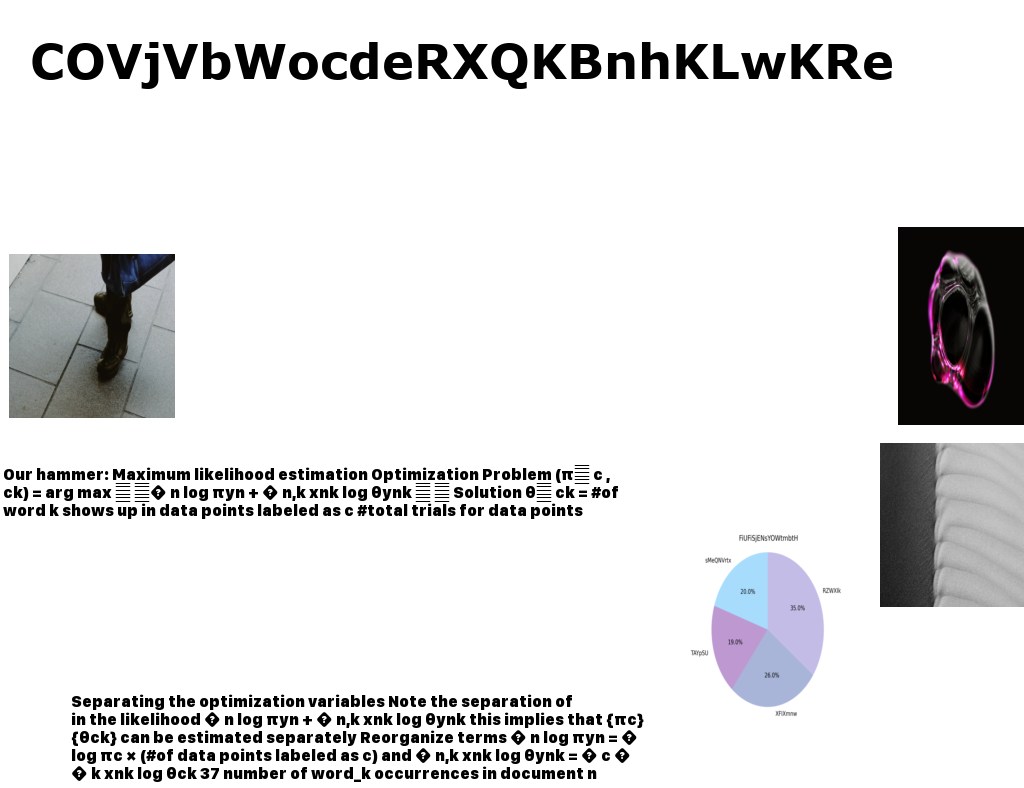 COVjVbWocdeRXQKBnhKLwKRe
Our hammer: Maximum likelihood estimation Optimization Problem (π c ,
ck) = arg max � n log πyn + � n,k xnk log θynk Solution θ ck = #of
word k shows up in data points labeled as c #total trials for data points
FiUFiSjENsYOWtmbtH
sMeQNVrtx
RZWXlk
20.0%
35.0%
19.0%
TAYpSU
26.0%
XFiXmnw
Separating the optimization variables Note the separation of
in the likelihood � n log πyn + � n,k xnk log θynk this implies that {πc}
{θck} can be estimated separately Reorganize terms � n log πyn = �
log πc × (#of data points labeled as c) and � n,k xnk log θynk = � c �
� k xnk log θck 37 number of word_k occurrences in document n